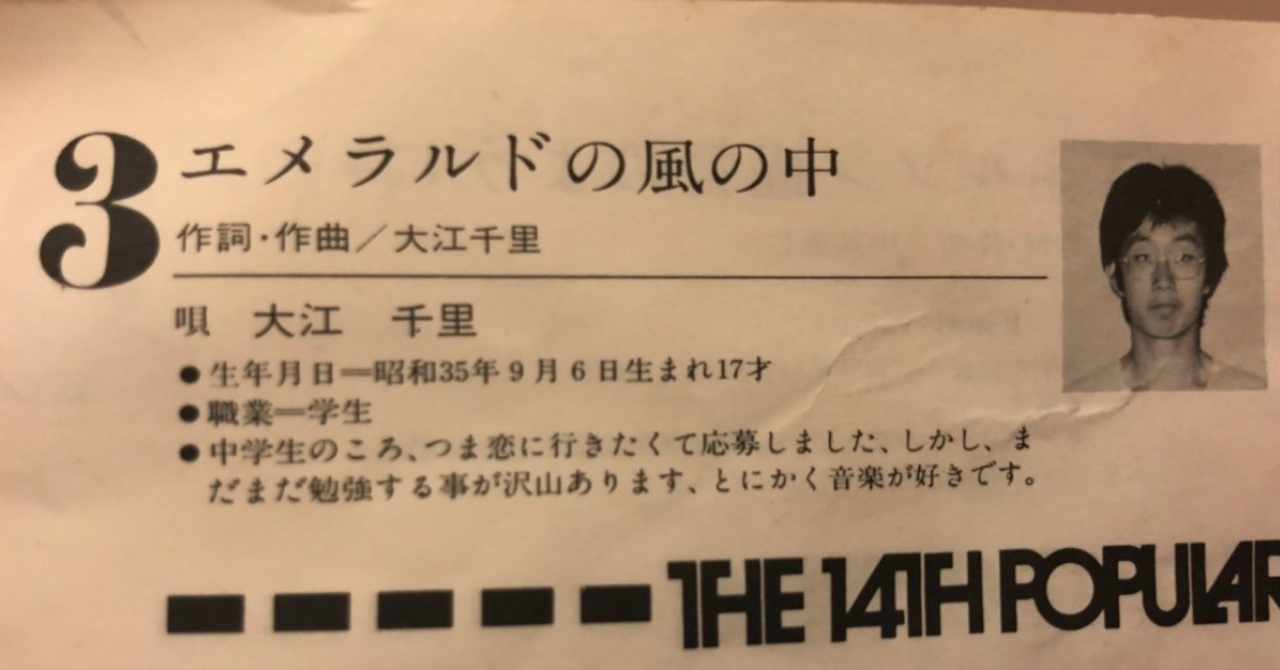 3 エメラルドの風の中
作詞・作曲／大江千里
唄 大江 千里
●生年月日＝昭和35年9月6日生まれ17才
●職業＝学生
●中学生のころ、つま恋に行きたくて応募しました、しかし、ま
だまだ勉強する事が沢山あります、とにかく音楽が好きです。
THE 14TH POPULAR